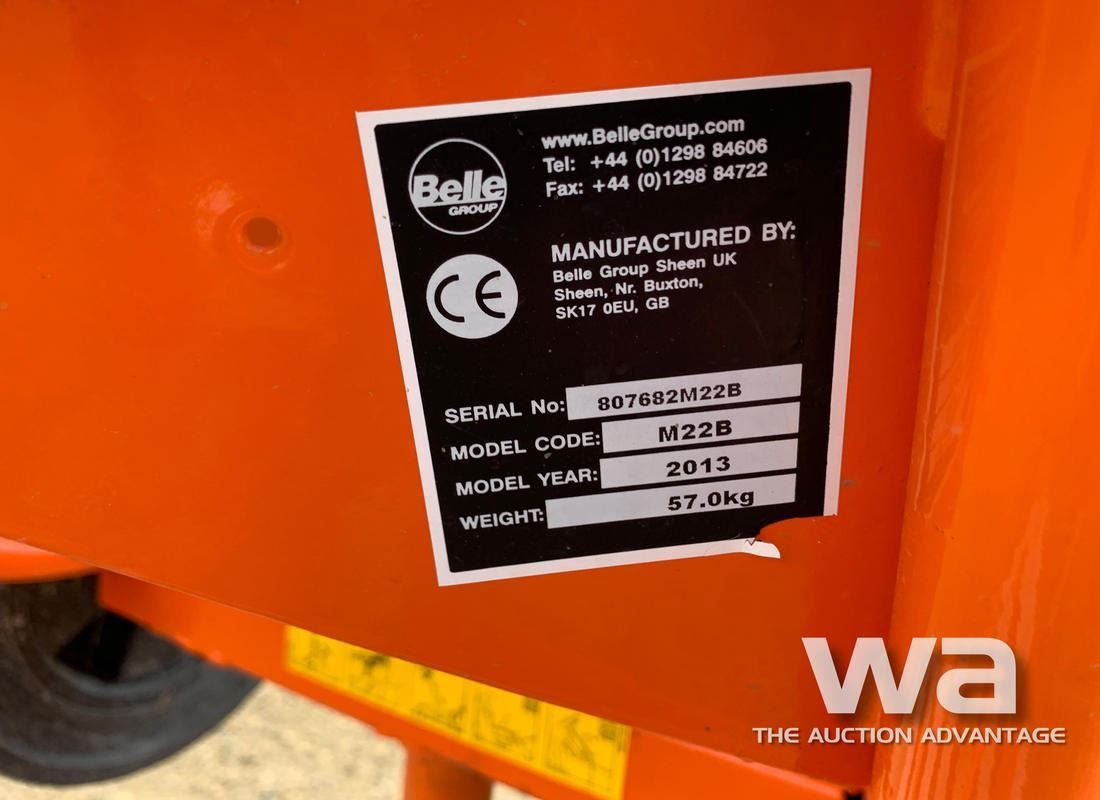 Belle
GROUP
www.BelleGroup.com
Tel: +44 (0)1298 84606
Fax: +44 (0)1298 84722
CE
MANUFACTURED BY:
Belle Group Sheen UK
Sheen, Nr. Buxton,
SK17 0EU, GB
SERIAL No: 807682M22B
MODEL CODE: M22B
MODEL YEAR: 2013
WEIGHT: 57.0kg
wa
THE AUCTION ADVANTAGE